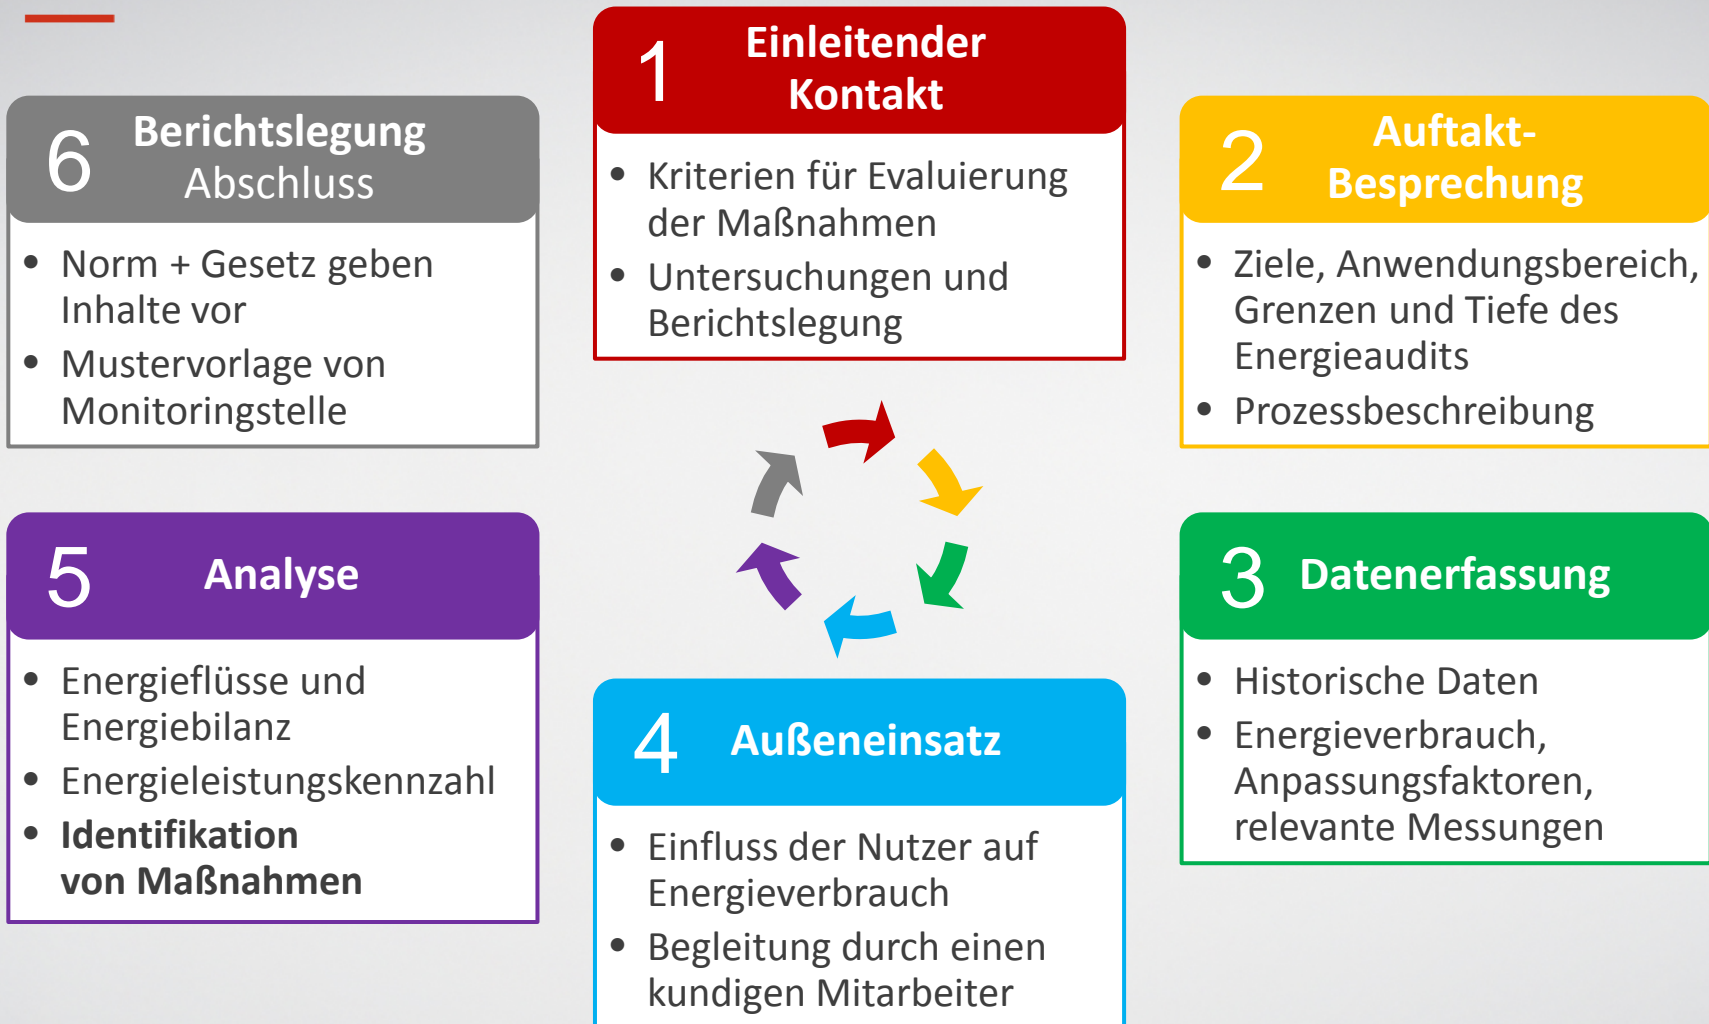 1
Einleitender
Kontakt
• Kriterien für Evaluierung
der Maßnahmen
• Untersuchungen und
Berichtslegung
2
Auftakt-
Besprechung
• Ziele, Anwendungsbereich,
Grenzen und Tiefe des
Energieaudits
• Prozessbeschreibung
3
Datenerfassung
• Historische Daten
• Energieverbrauch,
Anpassungsfaktoren,
relevante Messungen
4
Außeneinsatz
• Einfluss der Nutzer auf
Energieverbrauch
• Begleitung durch einen
kundigen Mitarbeiter
5
Analyse
• Energieflüsse und
Energiebilanz
• Energieleistungskennzahl
• Identifikation
von Maßnahmen
6
Berichtslegung
Abschluss
• Norm + Gesetz geben
Inhalte vor
• Mustervorlage von
Monitoringstelle